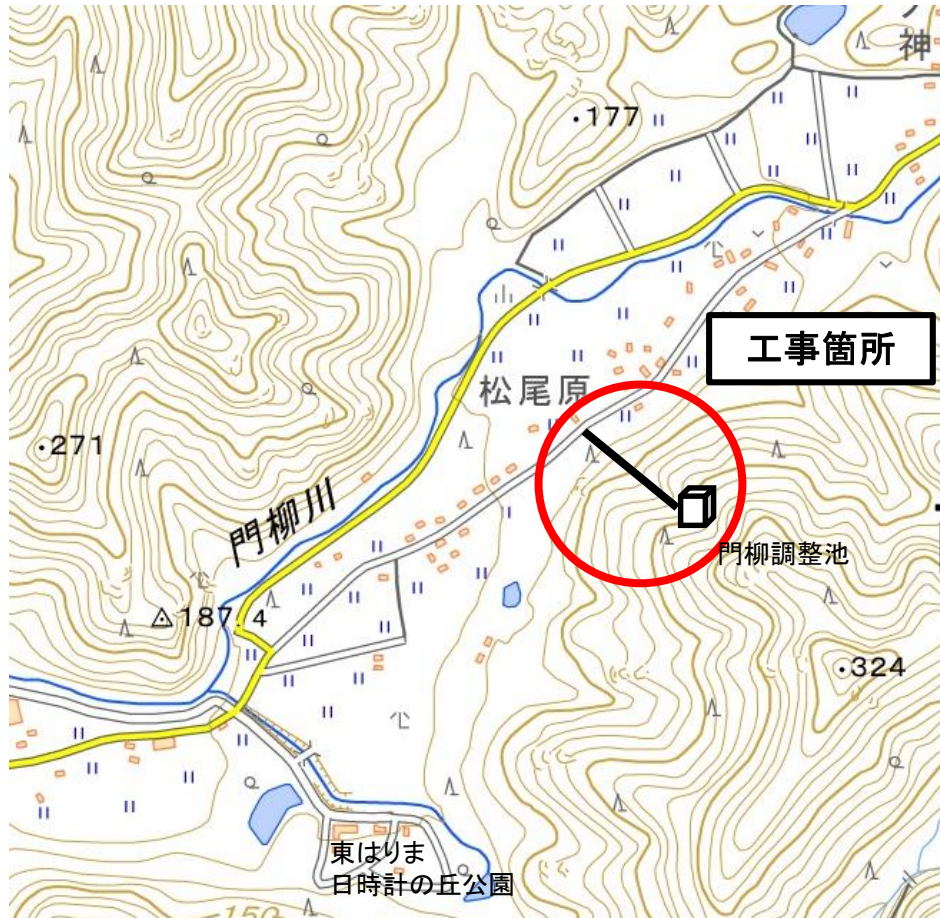 神
・177
工事箇所
松尾原
・271
門柳川
門柳調整池
187.4
・324
東はりま
日時計の丘公園
150